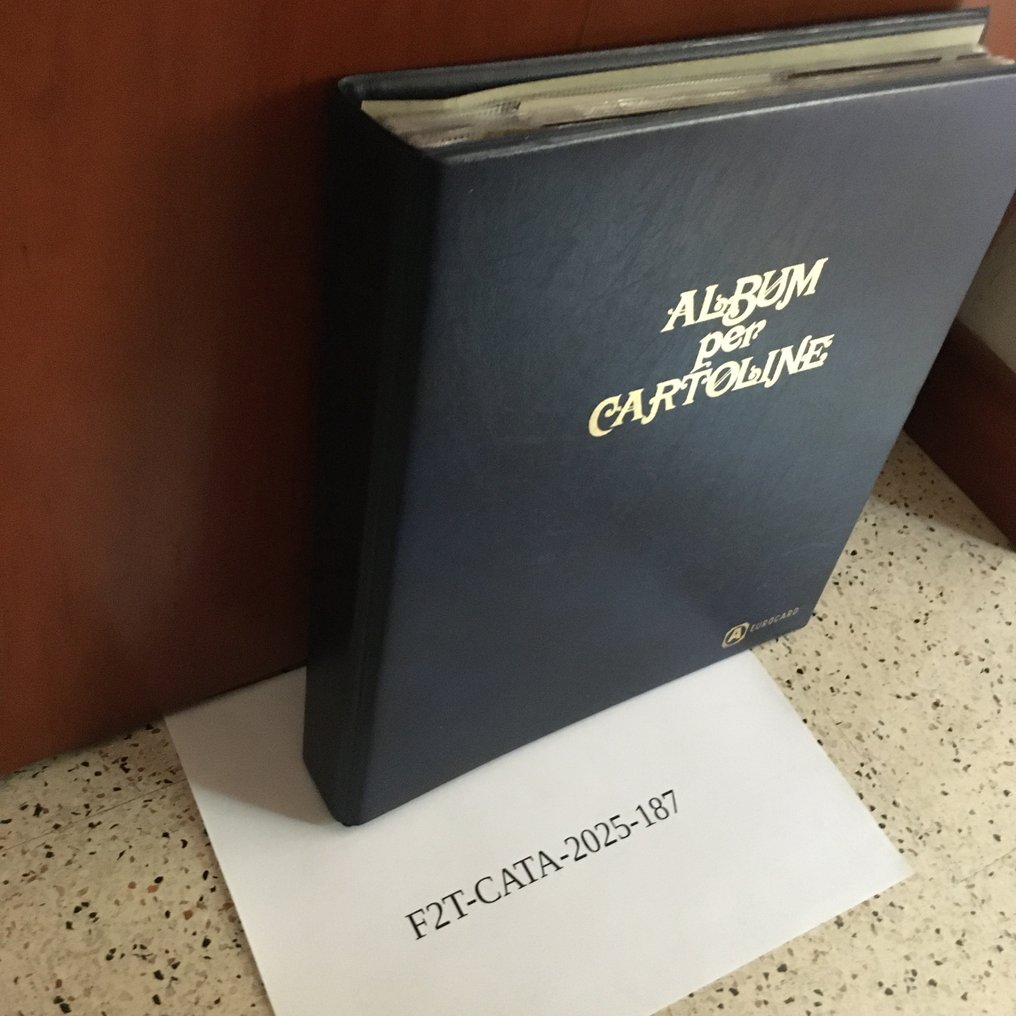 ALBUM
per
CARTOLINE
A EUROCARD
F2T-CATA-2025-187